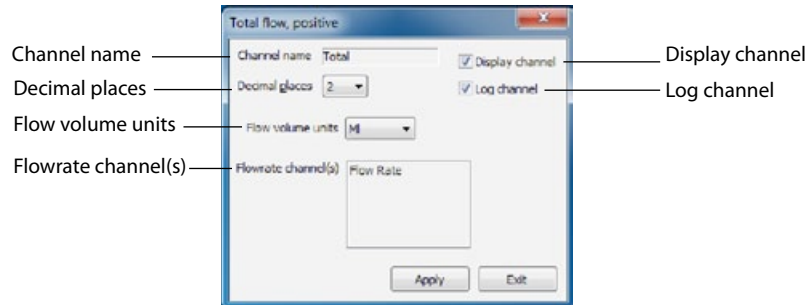 Total flow, positive
Channel name
Channel name Total
Display channel
Display channel
Decimal places
Decimal places 2
Log channel
Log channel
Flow volume units
Flow volume units Ml
Flowrate channel(s)
Flowrate channel(s) Flow Rate
Apply Exit